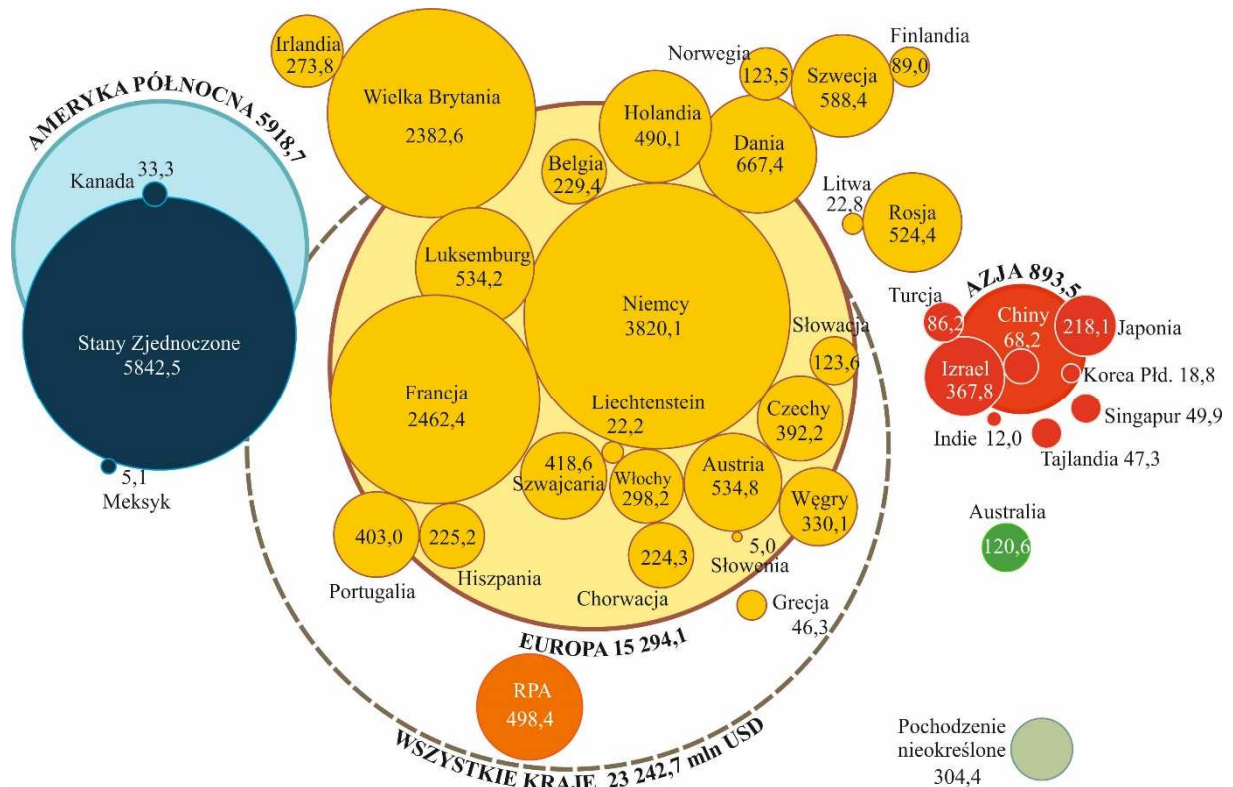 AMERYKA PÓŁNOCNA 5918,7
Kanada
33,3
Stany Zjednoczone
5842,5
5,1
Meksyk
Irlandia
273,8
Wielka Brytania
2382,6
Holandia
490,1
Norwegia
123,5
Szwecja
588,4
Finlandia
89,0
Belgia
229,4
Dania
667,4
Litwa
22,8
Rosja
524,4
Luksemburg
534,2
Niemcy
3820,1
Słowacja
123,6
Francja
2462,4
Liechtenstein
22,2
Czechy
392,2
418,6
Szwajcaria
Włochy
298,2
Austria
534,8
Węgry
330,1
403,0
Portugalia
225,2
Hiszpania
224,3
Chorwacja
5,0
Słowenia
Grecja
46,3
EUROPA 15 294,1
RPA
498,4
WSZYSTKIE KRAJE 23 242,7 mln USD
AZJA 893,5
Turcja
86,2
Chiny
68,2
218,1
Japonia
Izrael
367,8
Korea Płd. 18,8
Singapur 49,9
Indie 12,0
Tajlandia 47,3
Australia
120,6
Pochodzenie
nieokreślone
304,4